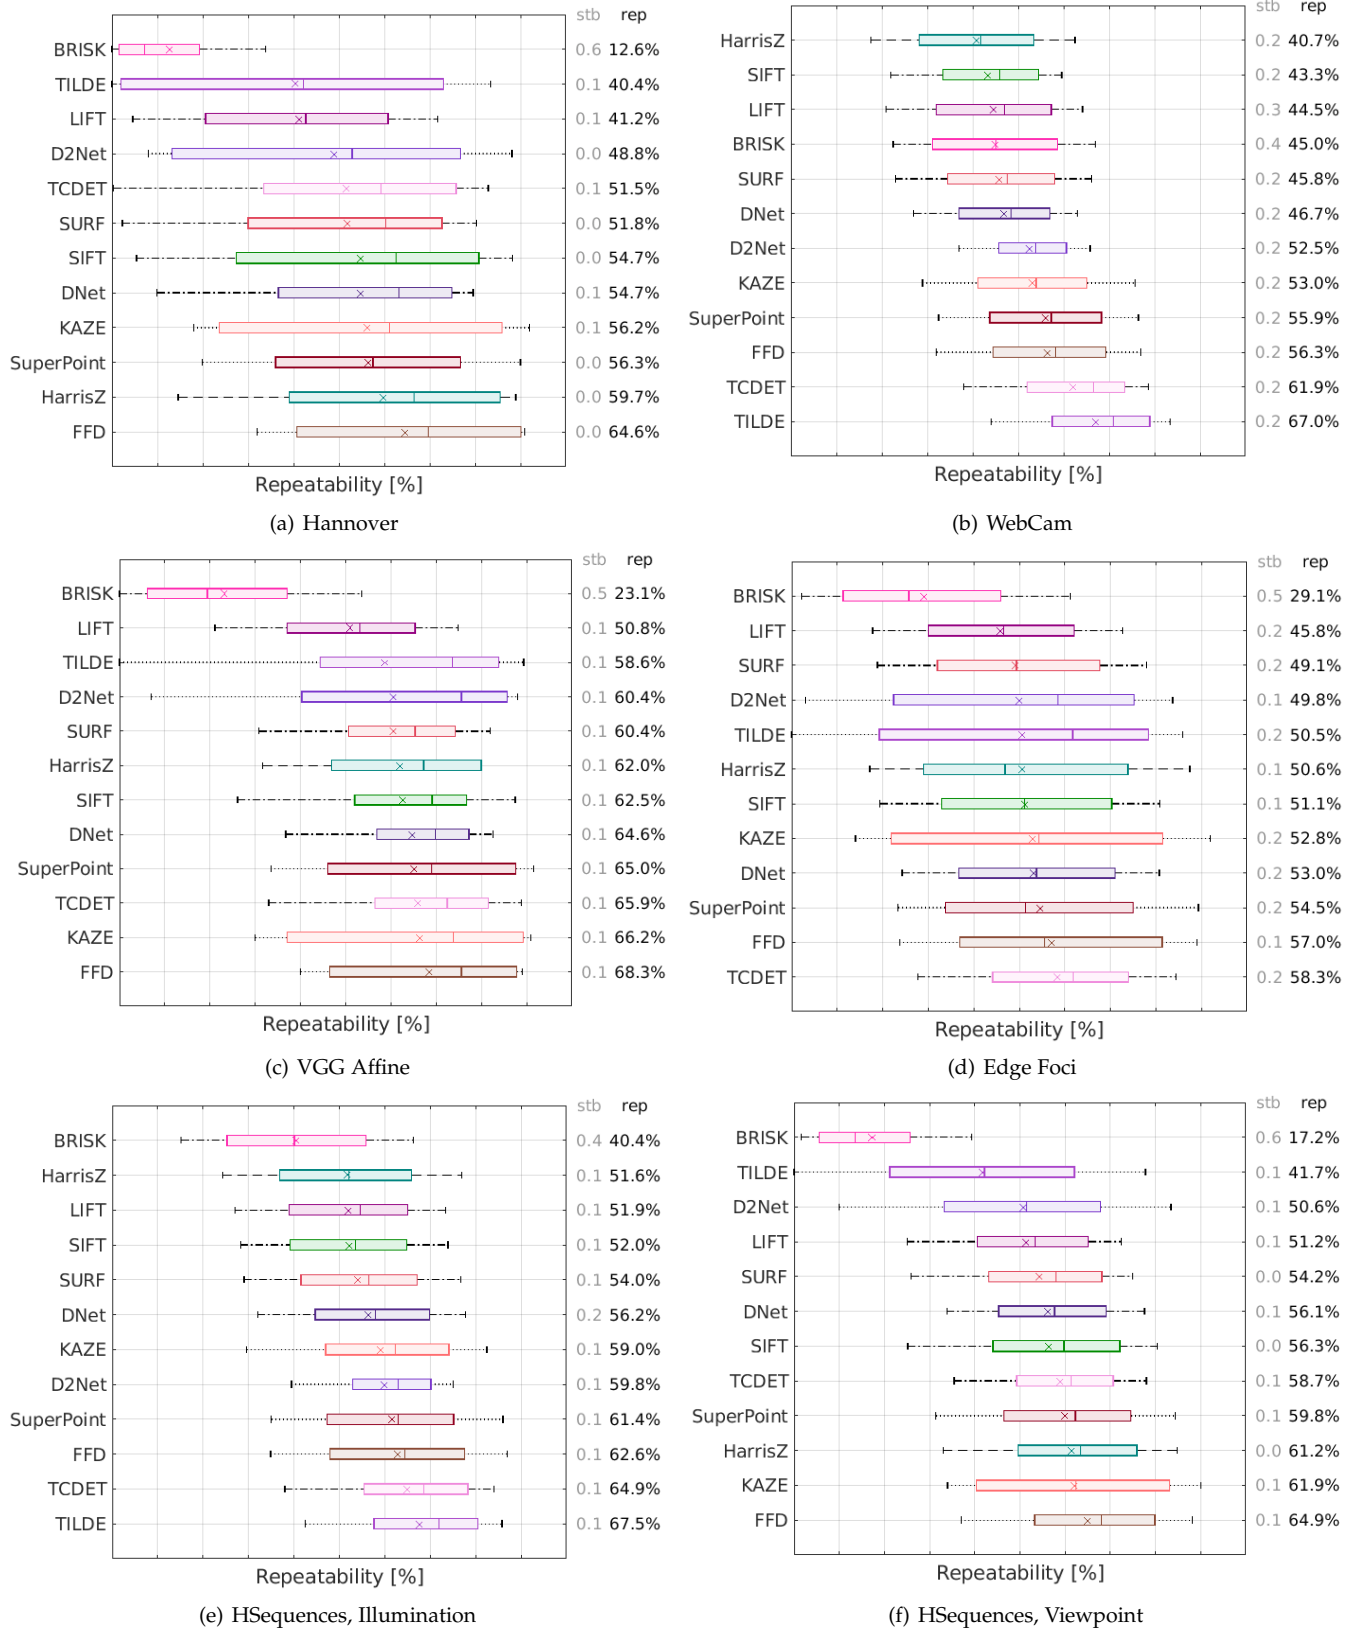 stb rep
BRISK 0.6 12.6%
TILDE 0.1 40.4%
LIFT 0.1 41.2%
D2Net 0.0 48.8%
TCDET 0.1 51.5%
SURF 0.0 51.8%
SIFT 0.0 54.7%
DNet 0.1 54.7%
KAZE 0.1 56.2%
SuperPoint 0.0 56.3%
HarrisZ 0.0 59.7%
FFD 0.0 64.6%
Repeatability [%]
(a) Hannover
stb rep
HarrisZ 0.2 40.7%
SIFT 0.2 43.3%
LIFT 0.3 44.5%
BRISK 0.4 45.0%
SURF 0.2 45.8%
DNet 0.2 46.7%
D2Net 0.2 52.5%
KAZE 0.2 53.0%
SuperPoint 0.2 55.9%
FFD 0.2 56.3%
TCDET 0.2 61.9%
TILDE 0.2 67.0%
Repeatability [%]
(b) WebCam
stb rep
BRISK 0.5 23.1%
LIFT 0.1 50.8%
TILDE 0.1 58.6%
D2Net 0.1 60.4%
SURF 0.1 60.4%
HarrisZ 0.1 62.0%
SIFT 0.1 62.5%
DNet 0.1 64.6%
SuperPoint 0.1 65.0%
TCDET 0.1 65.9%
KAZE 0.1 66.2%
FFD 0.1 68.3%
Repeatability [%]
(c) VGG Affine
stb rep
BRISK 0.5 29.1%
LIFT 0.2 45.8%
SURF 0.2 49.1%
D2Net 0.1 49.8%
TILDE 0.2 50.5%
HarrisZ 0.1 50.6%
SIFT 0.1 51.1%
KAZE 0.2 52.8%
DNet 0.2 53.0%
SuperPoint 0.2 54.5%
FFD 0.1 57.0%
TCDET 0.2 58.3%
Repeatability [%]
(d) Edge Foci
stb rep
BRISK 0.4 40.4%
HarrisZ 0.1 51.6%
LIFT 0.1 51.9%
SIFT 0.1 52.0%
SURF 0.1 54.0%
DNet 0.2 56.2%
KAZE 0.1 59.0%
D2Net 0.1 59.8%
SuperPoint 0.1 61.4%
FFD 0.1 62.6%
TCDET 0.1 64.9%
TILDE 0.1 67.5%
Repeatability [%]
(e) HSequences, Illumination
stb rep
BRISK 0.6 17.2%
TILDE 0.1 41.7%
D2Net 0.1 50.6%
LIFT 0.1 51.2%
SURF 0.0 54.2%
DNet 0.1 56.1%
SIFT 0.0 56.3%
TCDET 0.1 58.7%
SuperPoint 0.1 59.8%
HarrisZ 0.0 61.2%
KAZE 0.1 61.9%
FFD 0.1 64.9%
Repeatability [%]
(f) HSequences, Viewpoint